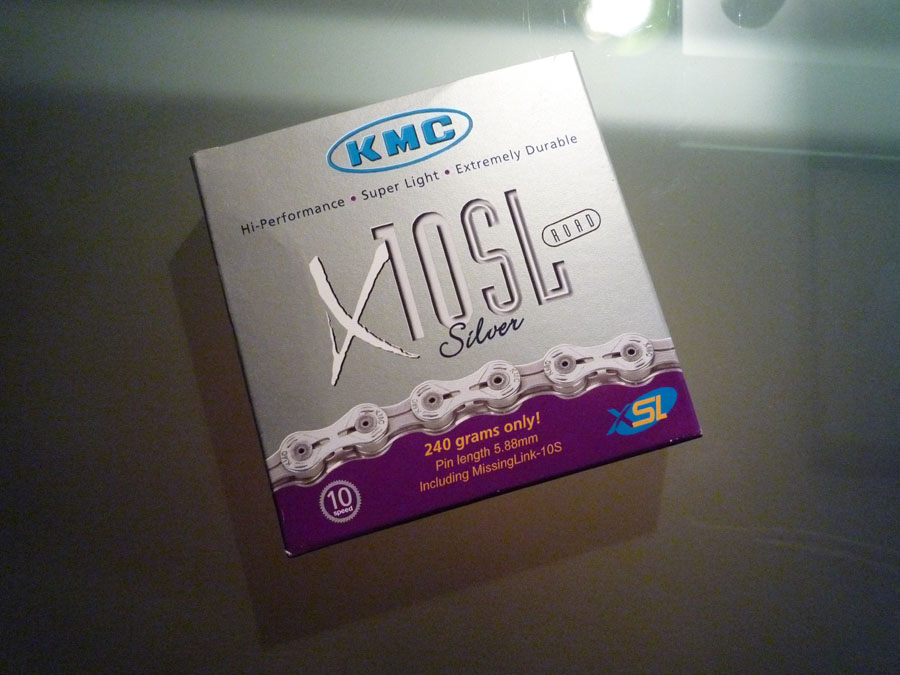 KMC
Hi-Performance • Super Light • Extremely Durable
X10SL ROAD
Silver
240 grams only!
Pin length 5.88mm
Including MissingLink-10S
XSL
10
speed